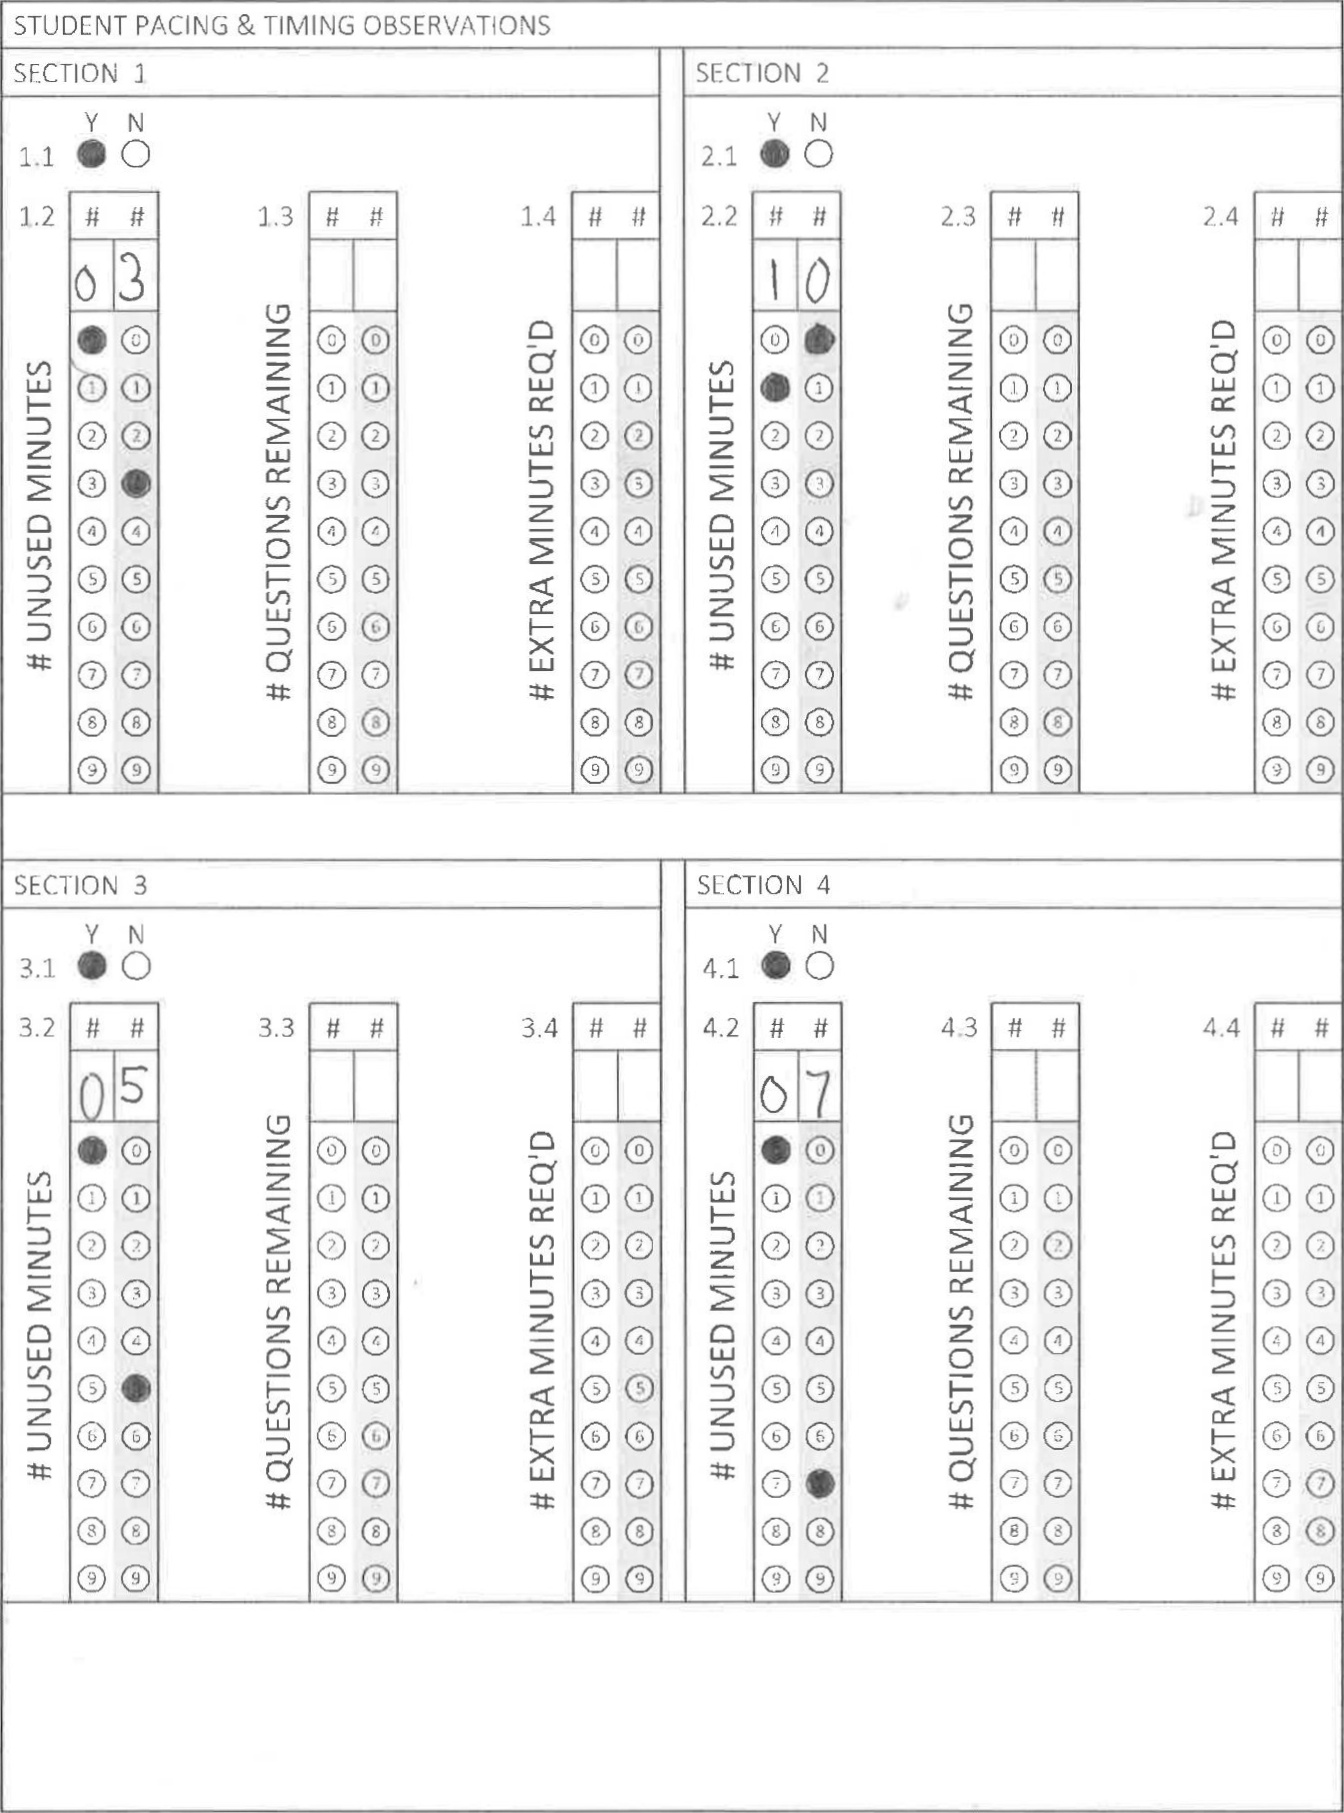 STUDENT PACING & TIMING OBSERVATIONS
SECTION 1
Y N
1.1
1.2 # # 1.3 # # 1.4 # #
0 3
# UNUSED MINUTES
# QUESTIONS REMAINING
# EXTRA MINUTES REQ'D
0 0 0 0 0
1 1 1 1 1 1
2 2 2 2 2 2
3 3 3 3 3
4 4 4 4 4 4
5 5 5 5 5 5
6 6 6 6 6 6
7 7 7 7 7 7
8 8 8 8 8 8
9 9 9 9 9 9
SECTION 2
Y N
2.1
2.2 # # 2.3 # # 2.4 # #
1 0
# UNUSED MINUTES
# QUESTIONS REMAINING
# EXTRA MINUTES REQ'D
0 0 0 0 0
1 1 1 1 1
2 2 2 2 2 2
3 3 3 3 3 3
4 4 4 4 4 4
5 5 5 5 5 5
6 6 6 6 6 6
7 7 7 7 7 7
8 8 8 8 8 8
9 9 9 9 9 9
SECTION 3
Y N
3.1
3.2 # # 3.3 # # 3.4 # #
0 5
# UNUSED MINUTES
# QUESTIONS REMAINING
# EXTRA MINUTES REQ'D
0 0 0 0 0
1 1 1 1 1 1
2 2 2 2 2 2
3 3 3 3 3 3
4 4 4 4 4 4
5 5 5 5 5
6 6 6 6 6 6
7 7 7 7 7 7
8 8 8 8 8 8
9 9 9 9 9 9
SECTION 4
Y N
4.1
4.2 # # 4.3 # # 4.4 # #
0 7
# UNUSED MINUTES
# QUESTIONS REMAINING
# EXTRA MINUTES REQ'D
0 0 0 0 0
1 1 1 1 1 1
2 2 2 2 2 2
3 3 3 3 3 3
4 4 4 4 4 4
5 5 5 5 5 5
6 6 6 6 6 6
7 7 7 7 7
8 8 8 8 8 8
9 9 9 9 9 9